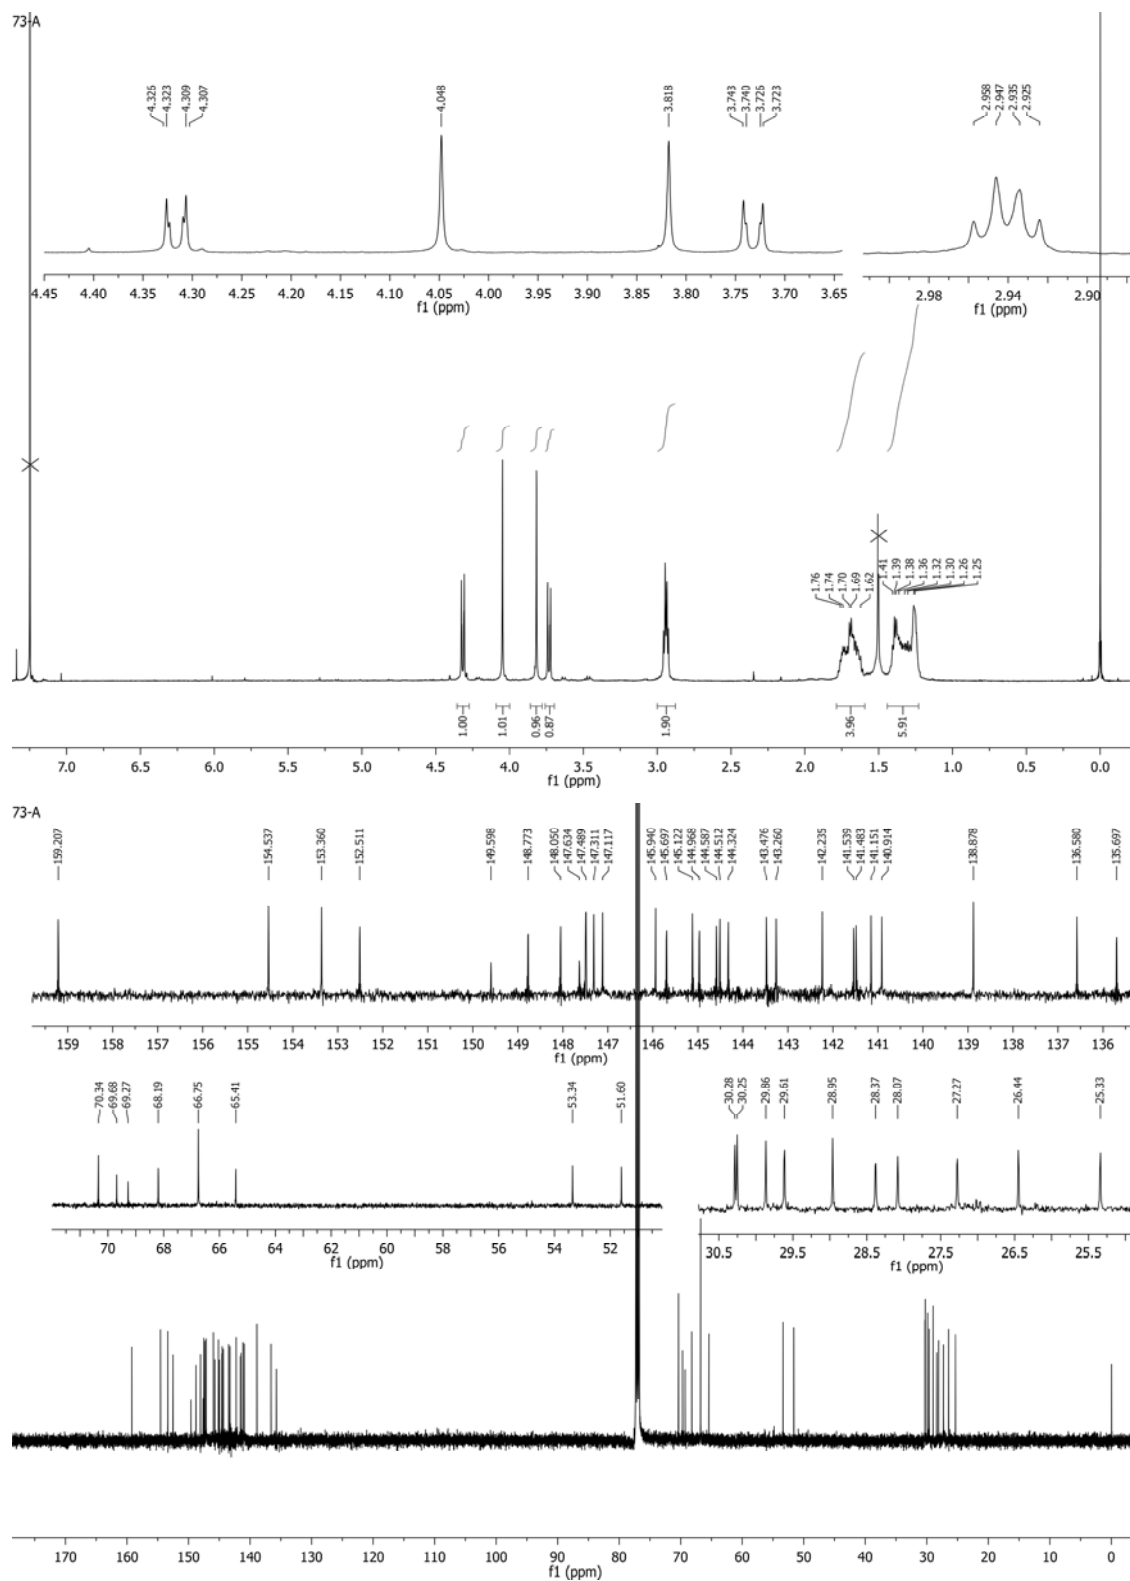 73-A
4.326 4.323 4.309 4.307 4.048 3.818 3.743 3.740 3.726 3.723 2.958 2.947 2.935 2.925
4.45 4.40 4.35 4.30 4.25 4.20 4.15 4.10 4.05 4.00 3.95 3.90 3.85 3.80 3.75 3.70 3.65 2.98 2.94 2.90
f1 (ppm) f1 (ppm)
1.76 1.74 1.70 1.69 1.62 1.41 1.39 1.38 1.36 1.32 1.30 1.26 1.25
1.00 1.01 0.96 0.87 1.90 3.96 5.91
7.0 6.5 6.0 5.5 5.0 4.5 4.0 3.5 3.0 2.5 2.0 1.5 1.0 0.5 0.0
f1 (ppm)
73-A
159.207 154.537 153.360 152.511 149.598 148.773 148.050 147.634 147.489 147.311 147.117 145.940 145.697 145.122 144.968 144.587 144.512 144.324 143.476 143.260 142.235 141.539 141.483 141.151 140.914 138.878 136.580 135.697
159 158 157 156 155 154 153 152 151 150 149 148 147 146 145 144 143 142 141 140 139 138 137 136
f1 (ppm)
70.34 69.68 69.27 68.19 66.75 65.41 53.34 51.60 30.28 30.25 29.86 29.61 28.95 28.37 28.07 27.27 26.44 25.33
70 68 66 64 62 60 58 56 54 52 30.5 29.5 28.5 27.5 26.5 25.5
f1 (ppm) f1 (ppm)
170 160 150 140 130 120 110 100 90 80 70 60 50 40 30 20 10 0
f1 (ppm)